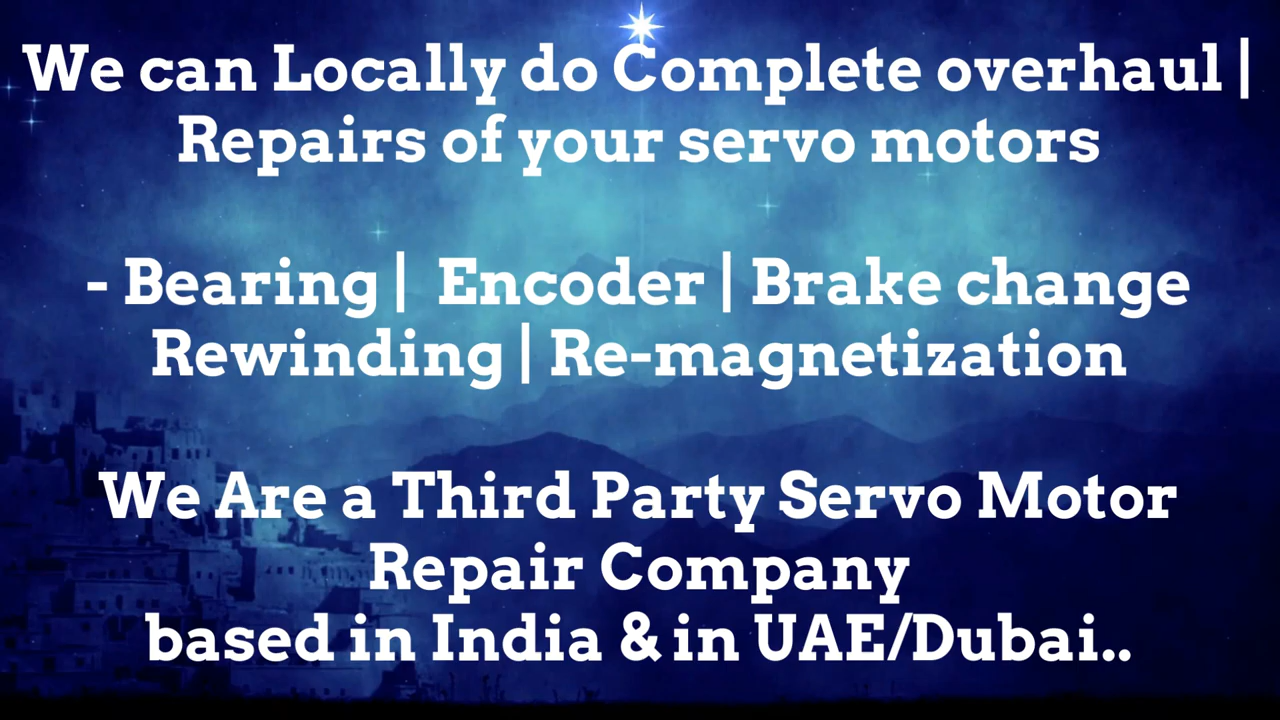 We can Locally do Complete overhaul |
Repairs of your servo motors
- Bearing | Encoder | Brake change
Rewinding | Re-magnetization
We Are a Third Party Servo Motor
Repair Company
based in India & in UAE/Dubai..